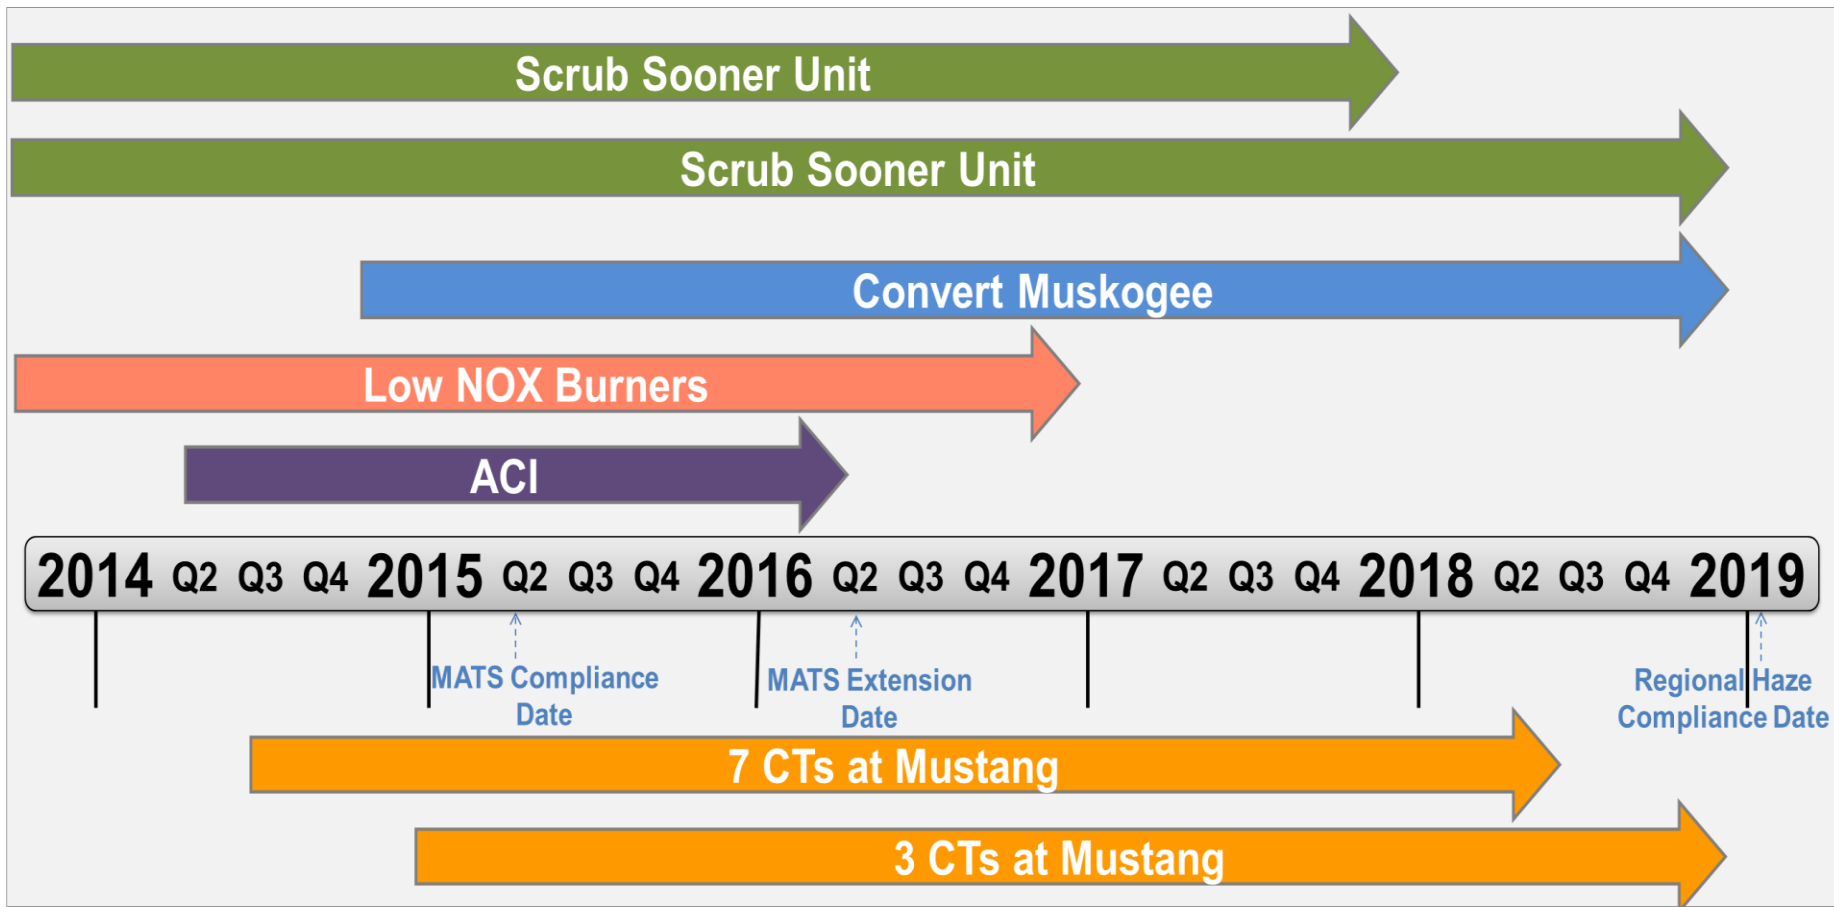 Scrub Sooner Unit
Scrub Sooner Unit
Convert Muskogee
Low NOX Burners
ACI
2014 Q2 Q3 Q4 2015 Q2 Q3 Q4 2016 Q2 Q3 Q4 2017 Q2 Q3 Q4 2018 Q2 Q3 Q4 2019
MATS Compliance
Date
MATS Extension
Date
Regional Haze
Compliance Date
7 CTs at Mustang
3 CTs at Mustang